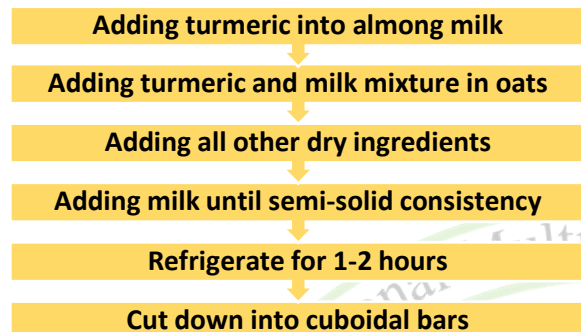 Adding turmeric into almong milk
Adding turmeric and milk mixture in oats
Adding all other dry ingredients
Adding milk until semi-solid consistency
Refrigerate for 1-2 hours
Cut down into cuboidal bars